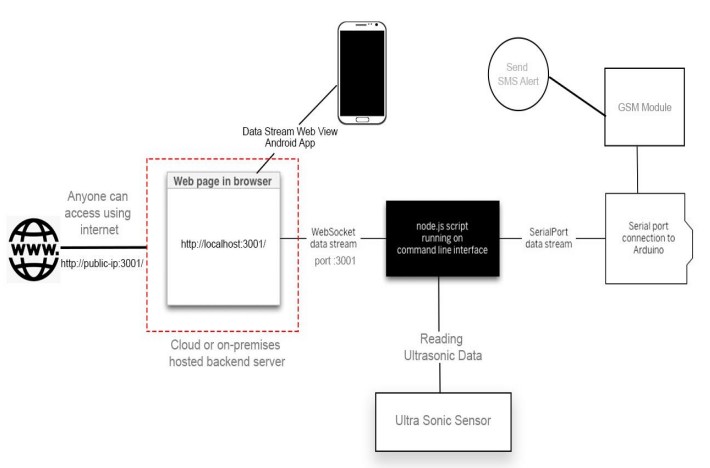 Send
SMS Alert
GSM Module
Data Stream Web View
Android App
Web page in browser
http://localhost:3001/
Anyone can
access using
internet
WWW.
http://public-ip:3001/
WebSocket
data stream
port :3001
node.js script
running on
command line interface
SerialPort
data stream
Serial port
connection to
Arduino
Cloud or on-premises
hosted backend server
Reading
Ultrasonic Data
Ultra Sonic Sensor